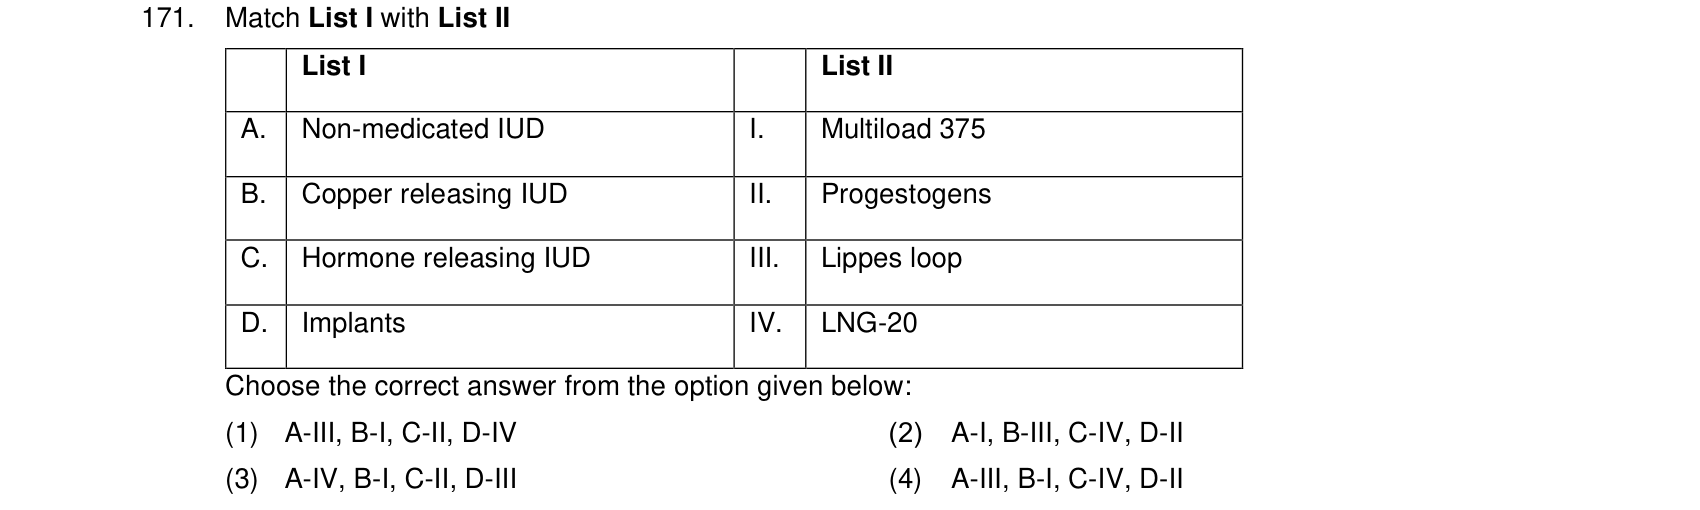 171. Match List I with List II
List I List II
A. Non-medicated IUD I. Multiload 375
B. Copper releasing IUD II. Progestogens
C. Hormone releasing IUD III. Lippes loop
D. Implants IV. LNG-20
Choose the correct answer from the option given below:
(1) A-III, B-I, C-II, D-IV (2) A-I, B-III, C-IV, D-II
(3) A-IV, B-I, C-II, D-III (4) A-III, B-I, C-IV, D-II